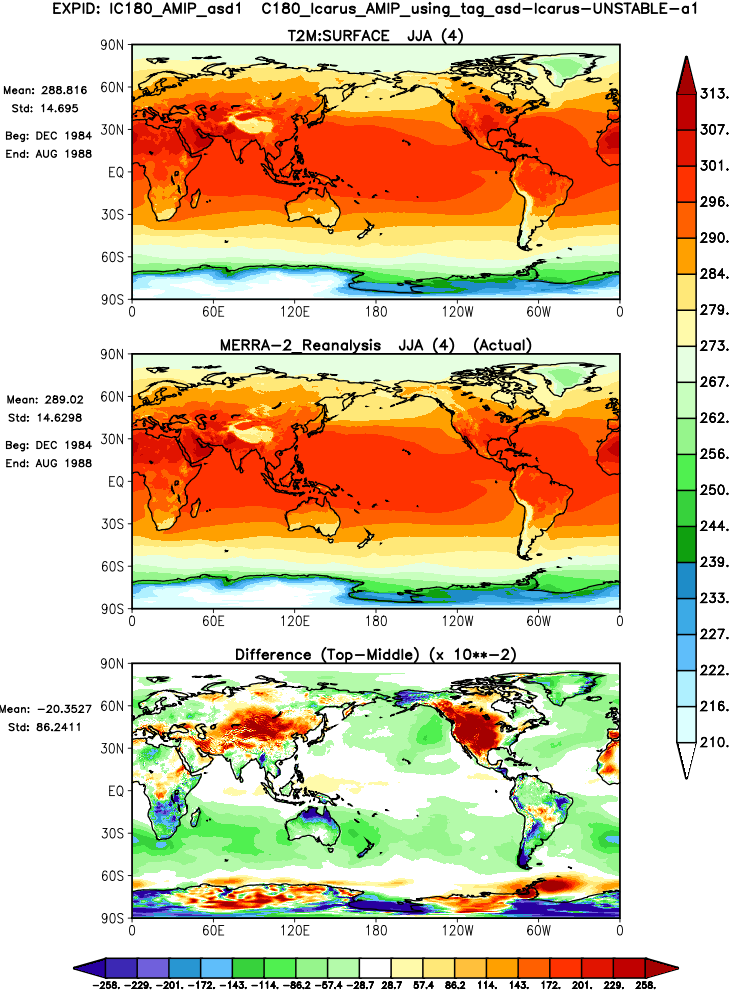 EXPID: IC180_AMIP_asd1 C180_Icarus_AMIP_using_tag_asd-Icarus-UNSTABLE-a1
T2M:SURFACE JJA (4)
Mean: 288.816
Std: 14.695
Beg: DEC 1984
End: AUG 1988
90N
60N
30N
EQ
30S
60S
90S
0 60E 120E 180 120W 60W 0
MERRA-2_Reanalysis JJA (4) (Actual)
Mean: 289.02
Std: 14.6298
Beg: DEC 1984
End: AUG 1988
90N
60N
30N
EQ
30S
60S
90S
0 60E 120E 180 120W 60W 0
313.
307.
301.
296.
290.
284.
279.
273.
267.
262.
256.
250.
244.
239.
233.
227.
222.
216.
210.
Difference (Top-Middle) (x 10**-2)
Mean: -20.3527
Std: 86.2411
90N
60N
30N
EQ
30S
60S
90S
0 60E 120E 180 120W 60W 0
-258. -229. -201. -172. -143. -114. -86.2 -57.4 -28.7 28.7 57.4 86.2 114. 143. 172. 201. 229. 258.